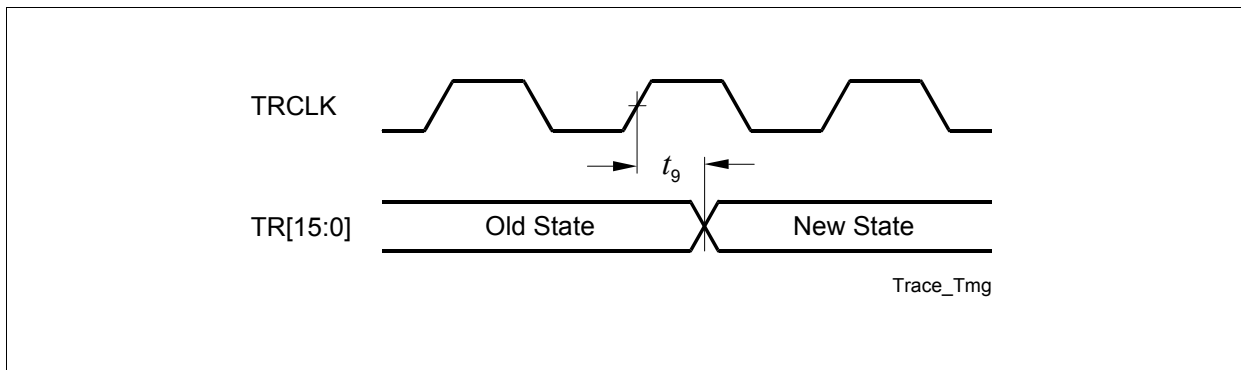 TRCLK
t9
TR[15:0] Old State New State
Trace_Tmg